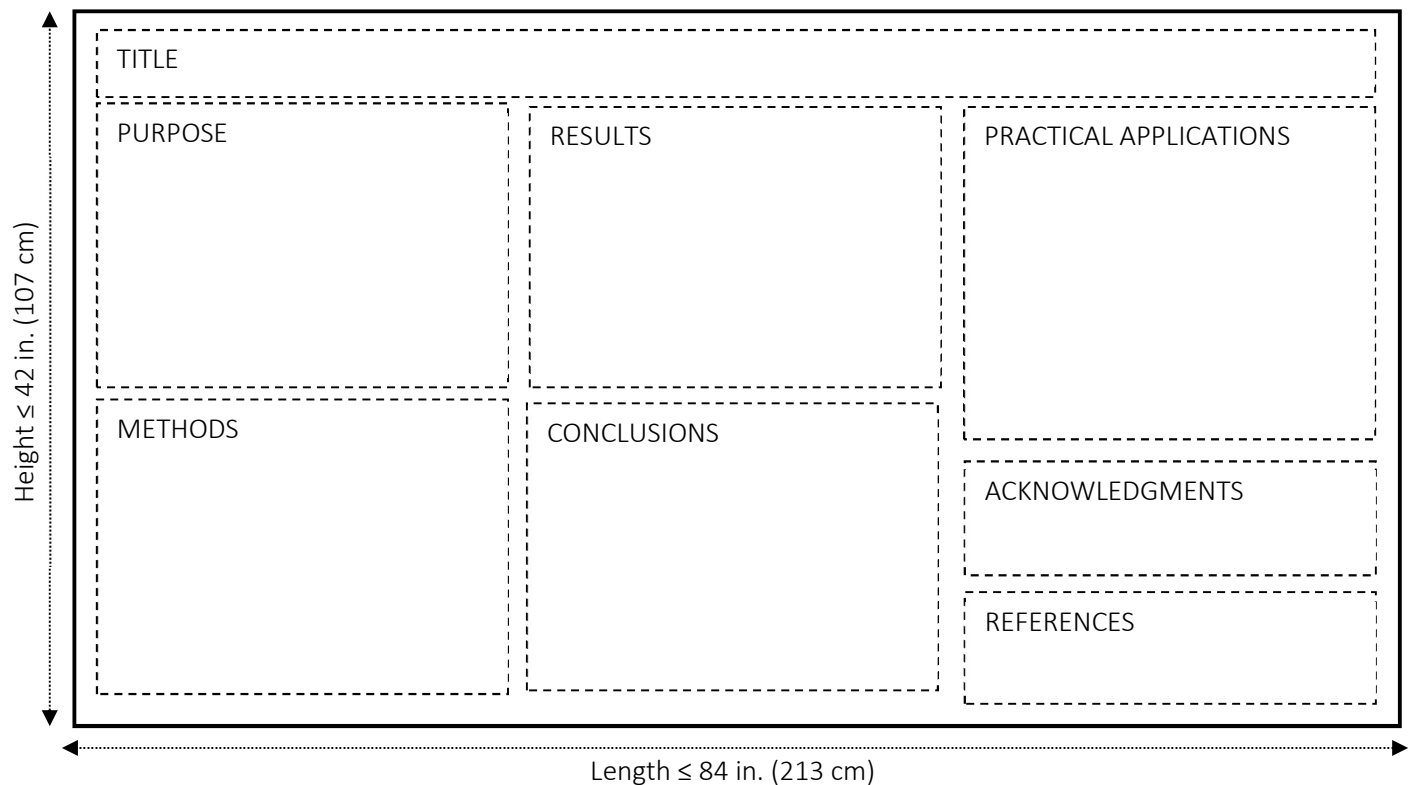 TITLE
PURPOSE
METHODS
RESULTS
CONCLUSIONS
PRACTICAL APPLICATIONS
ACKNOWLEDGMENTS
REFERENCES
Height ≤ 42 in. (107 cm)
Length ≤ 84 in. (213 cm)